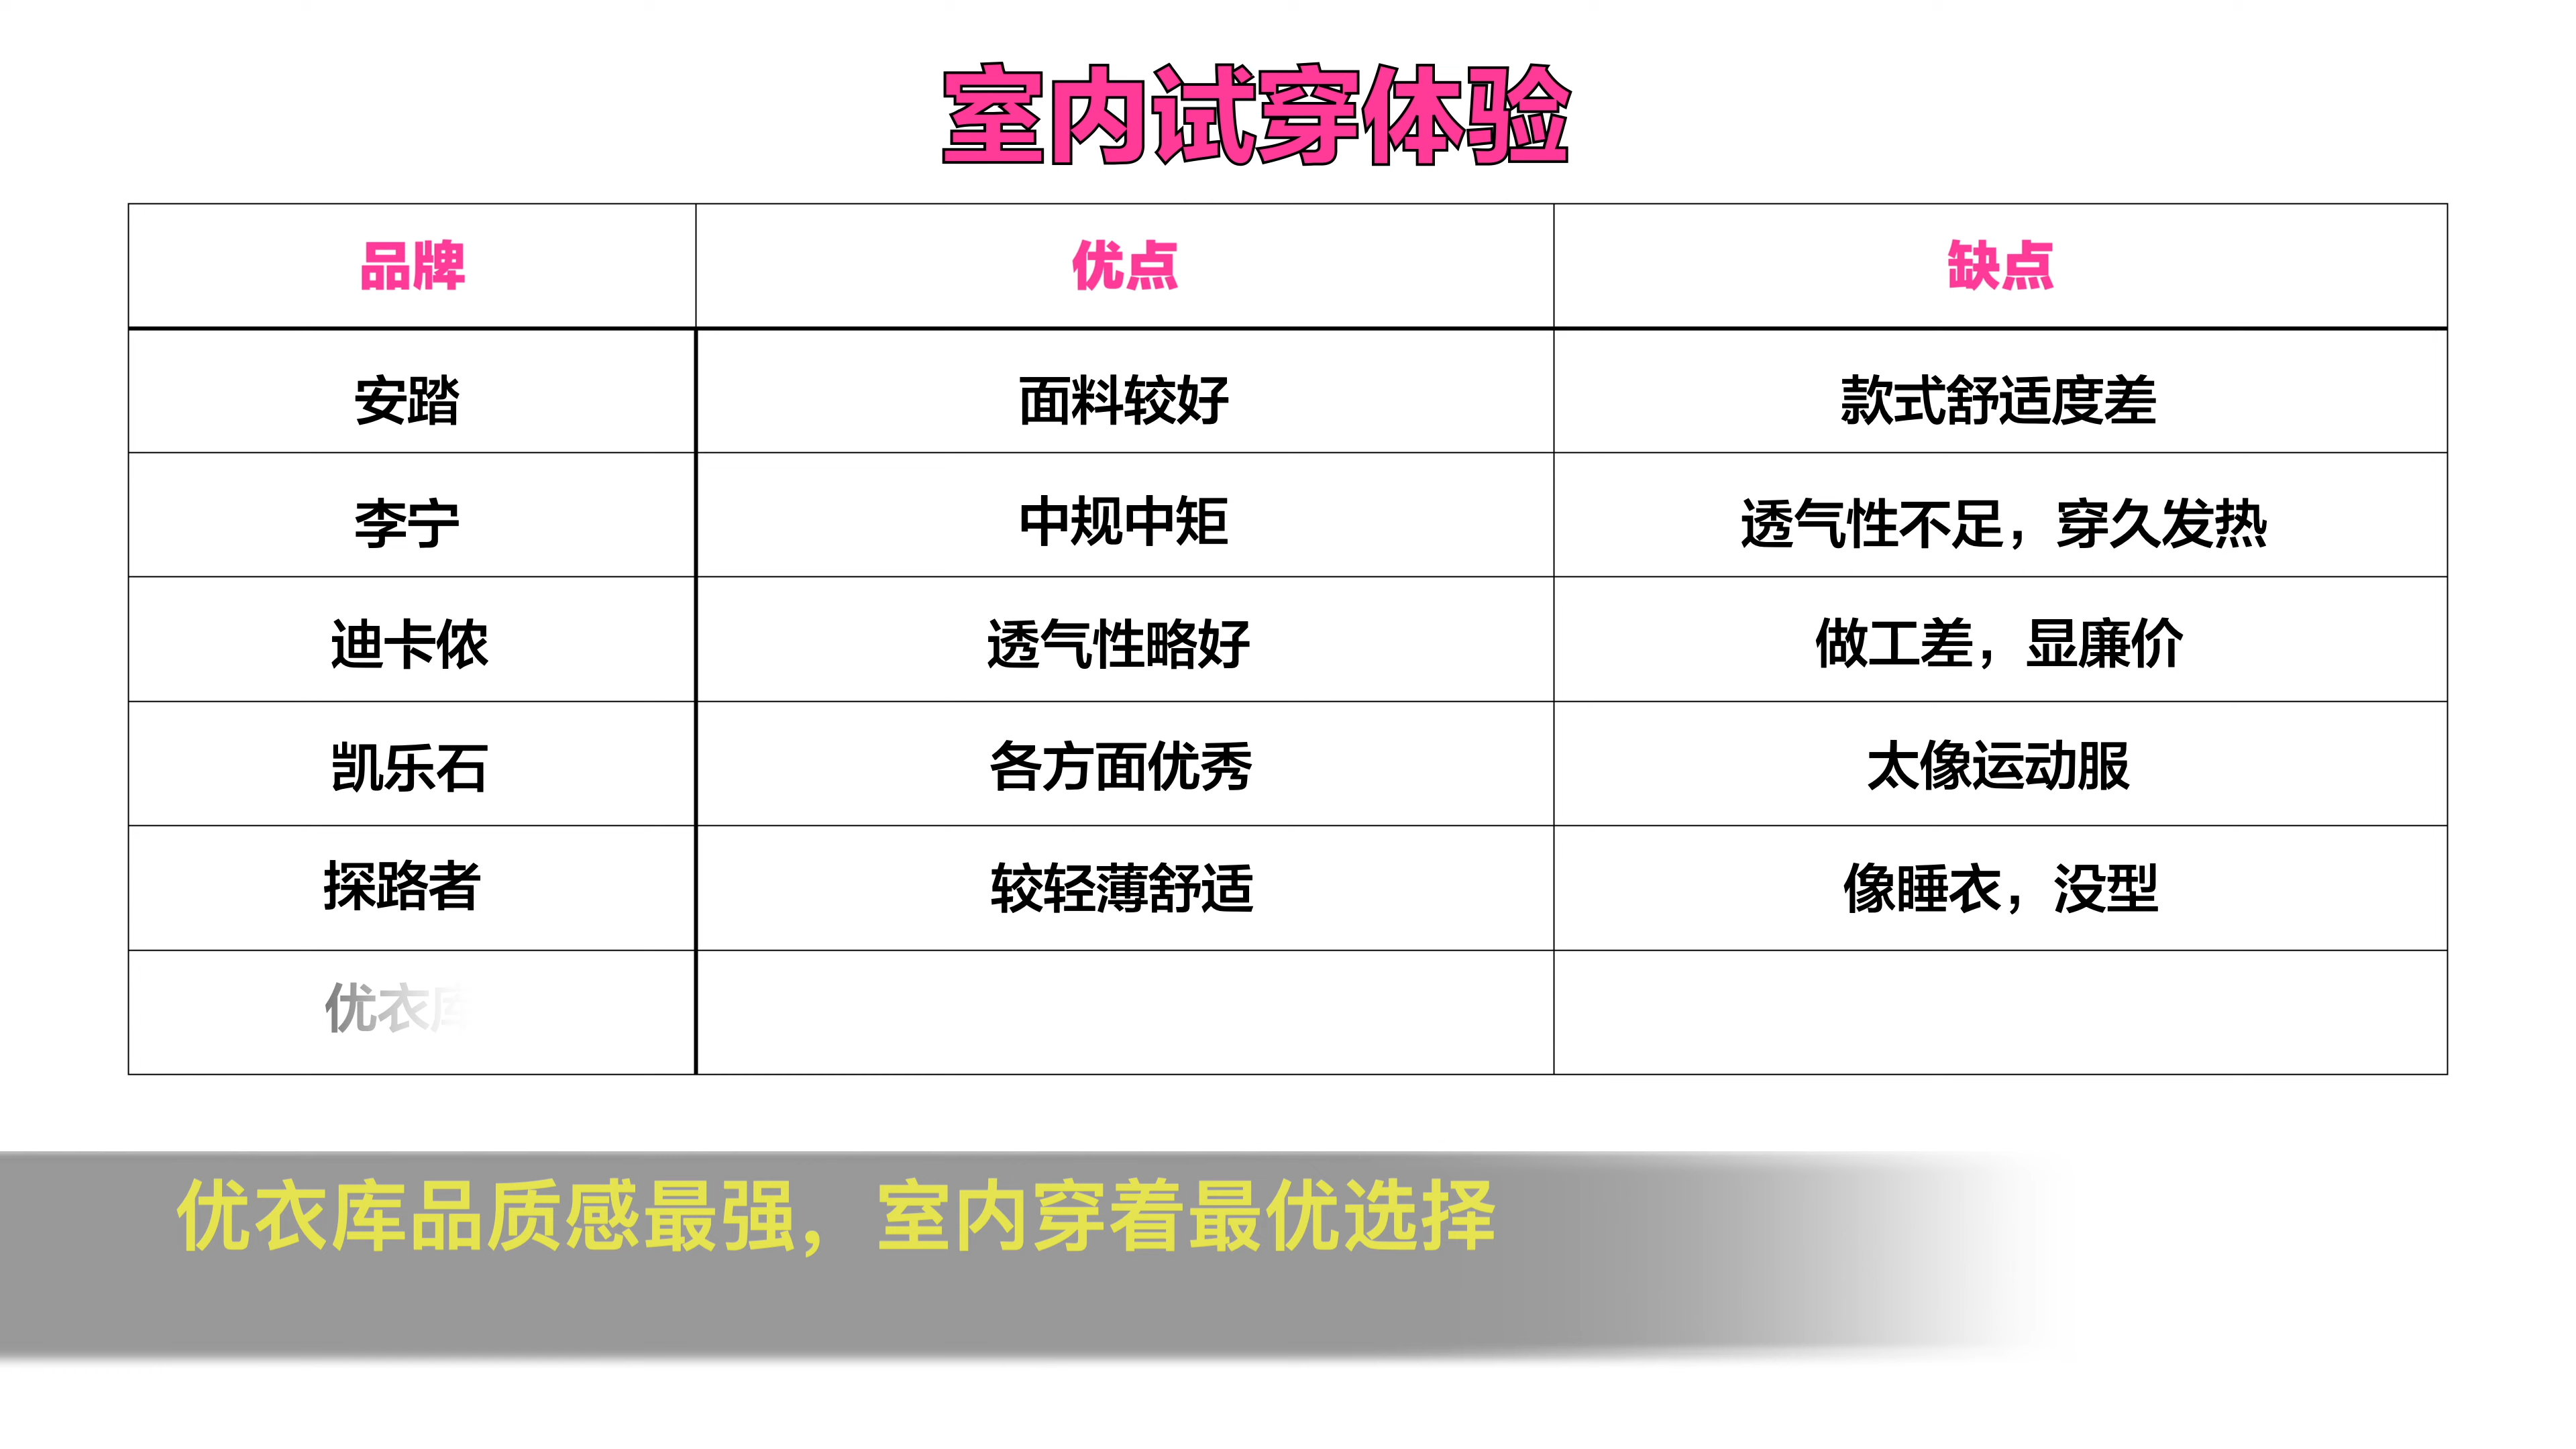 室内试穿体验
品牌 优点 缺点
安踏 面料较好 款式舒适度差
李宁 中规中矩 透气性不足，穿久发热
迪卡侬 透气性略好 做工差，显廉价
凯乐石 各方面优秀 太像运动服
探路者 较轻薄舒适 像睡衣，没型
优衣库
优衣库品质感最强，室内穿着最优选择